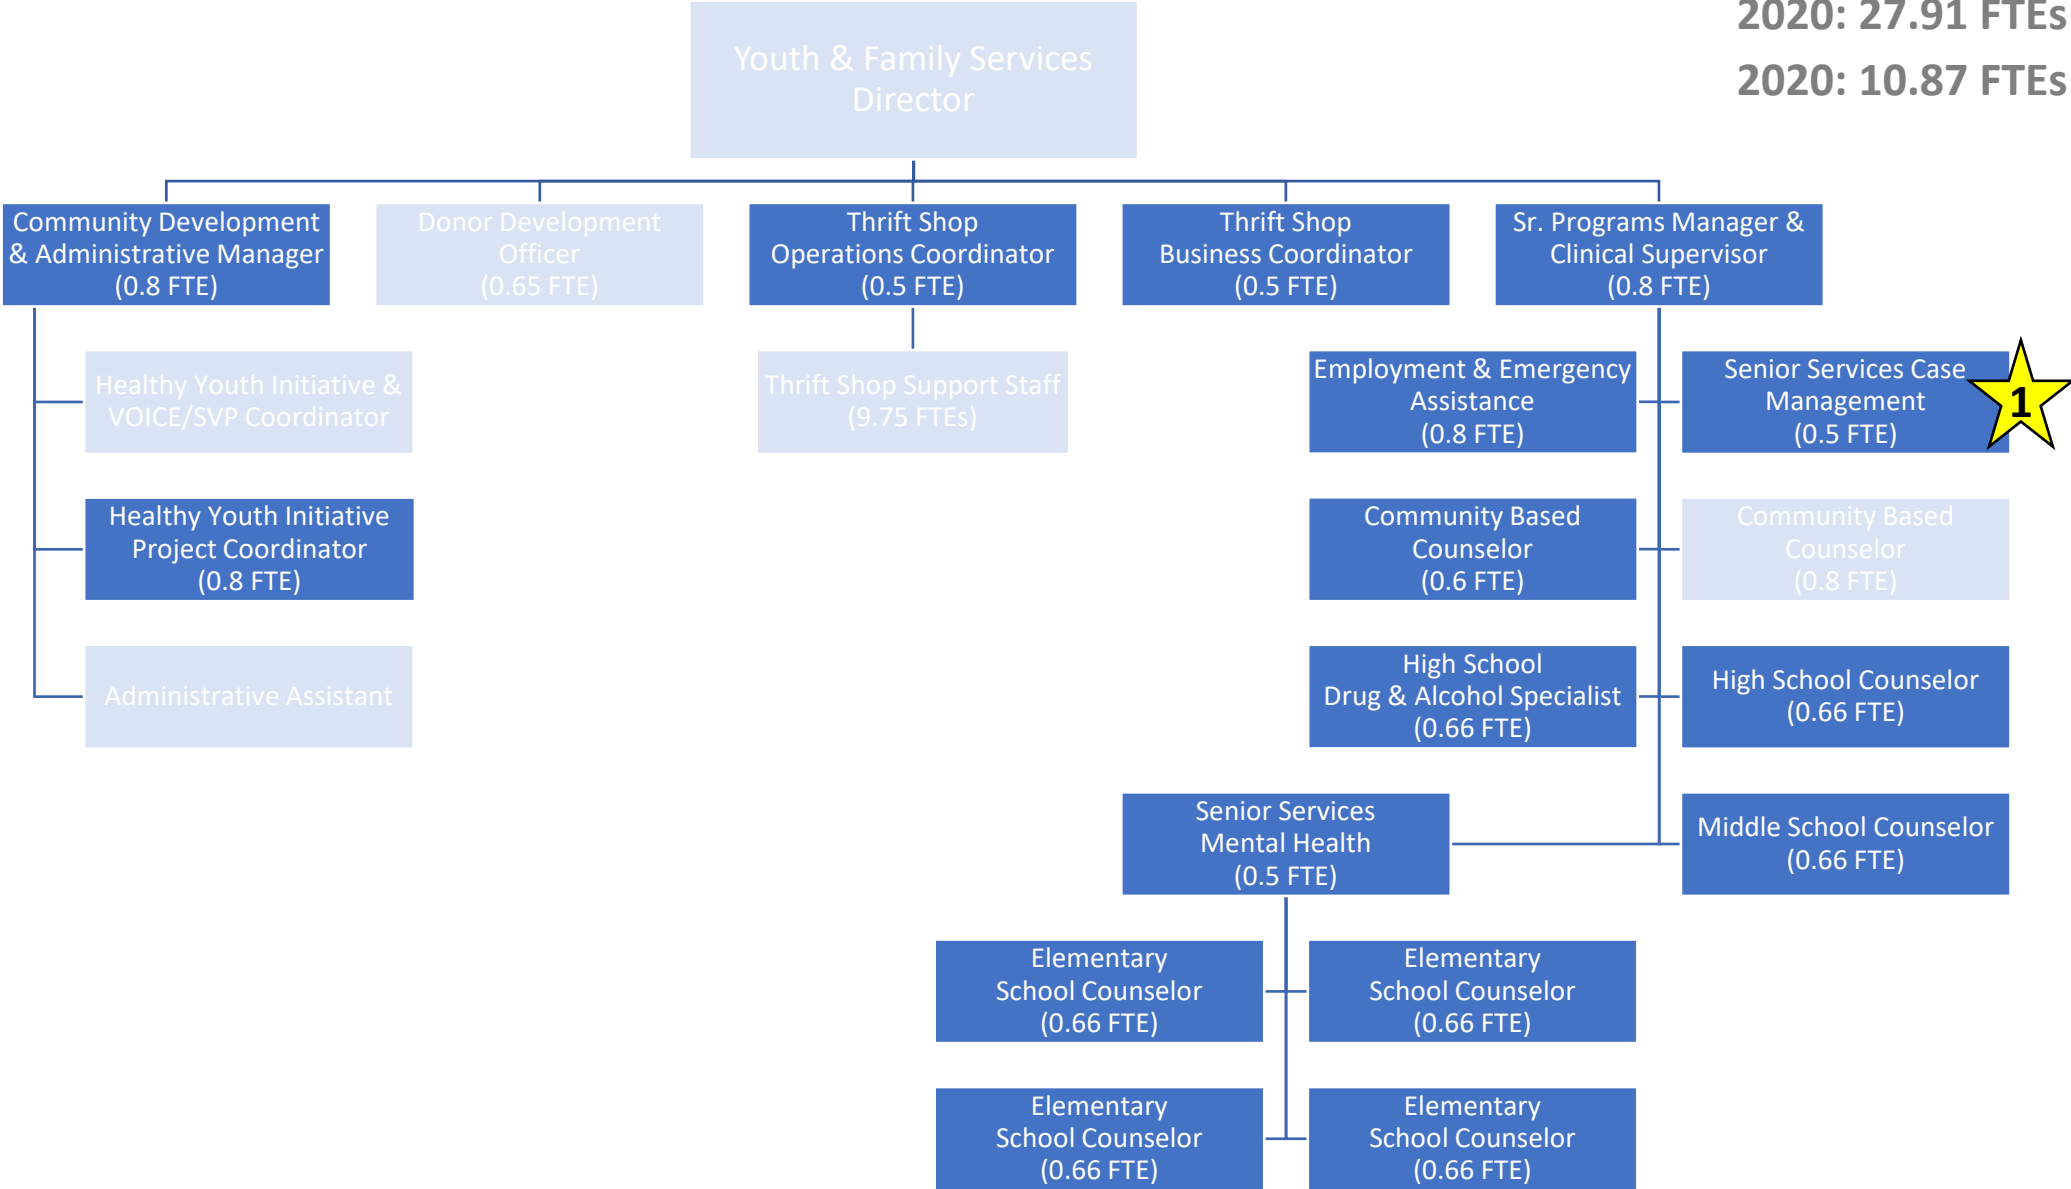 2020: 27.91 FTEs
2020: 10.87 FTEs
Youth & Family Services
Director
Community Development
& Administrative Manager
(0.8 FTE)
Donor Development
Officer
(0.65 FTE)
Thrift Shop
Operations Coordinator
(0.5 FTE)
Thrift Shop
Business Coordinator
(0.5 FTE)
Sr. Programs Manager &
Clinical Supervisor
(0.8 FTE)
Healthy Youth Initiative &
VOICE/SVP Coordinator
Thrift Shop Support Staff
(9.75 FTEs)
Employment & Emergency
Assistance
(0.8 FTE)
Senior Services Case
Management
(0.5 FTE)
1
Healthy Youth Initiative
Project Coordinator
(0.8 FTE)
Community Based
Counselor
(0.6 FTE)
Community Based
Counselor
(0.8 FTE)
Administrative Assistant
High School
Drug & Alcohol Specialist
(0.66 FTE)
High School Counselor
(0.66 FTE)
Senior Services
Mental Health
(0.5 FTE)
Middle School Counselor
(0.66 FTE)
Elementary
School Counselor
(0.66 FTE)
Elementary
School Counselor
(0.66 FTE)
Elementary
School Counselor
(0.66 FTE)
Elementary
School Counselor
(0.66 FTE)